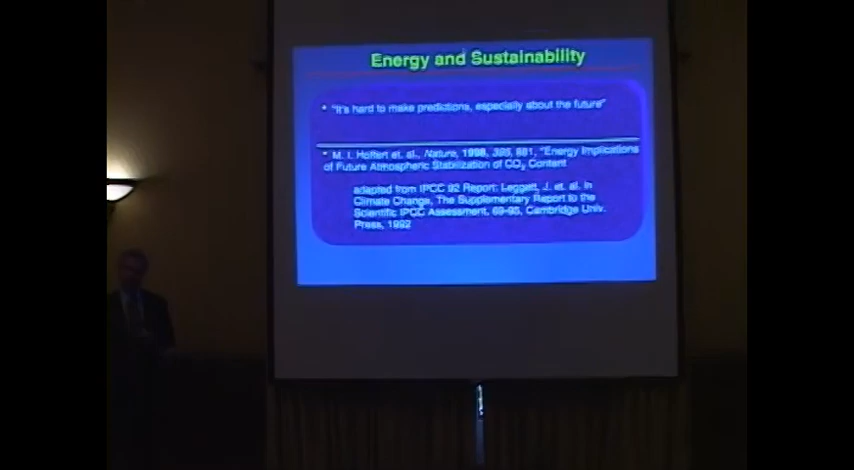 Energy and Sustainability
• "It's hard to make predictions, especially about the future"
• M. I. Hoffert et. al., Nature, 1998, 395, 881, "Energy Implications
of Future Atmospheric Stabilization of CO₂ Content
adapted from IPCC 92 Report: Leggett, J. et. al. in
Climate Change, The Supplementary Report to the
Scientific IPCC Assessment, 69-95, Cambridge Univ.
Press, 1992